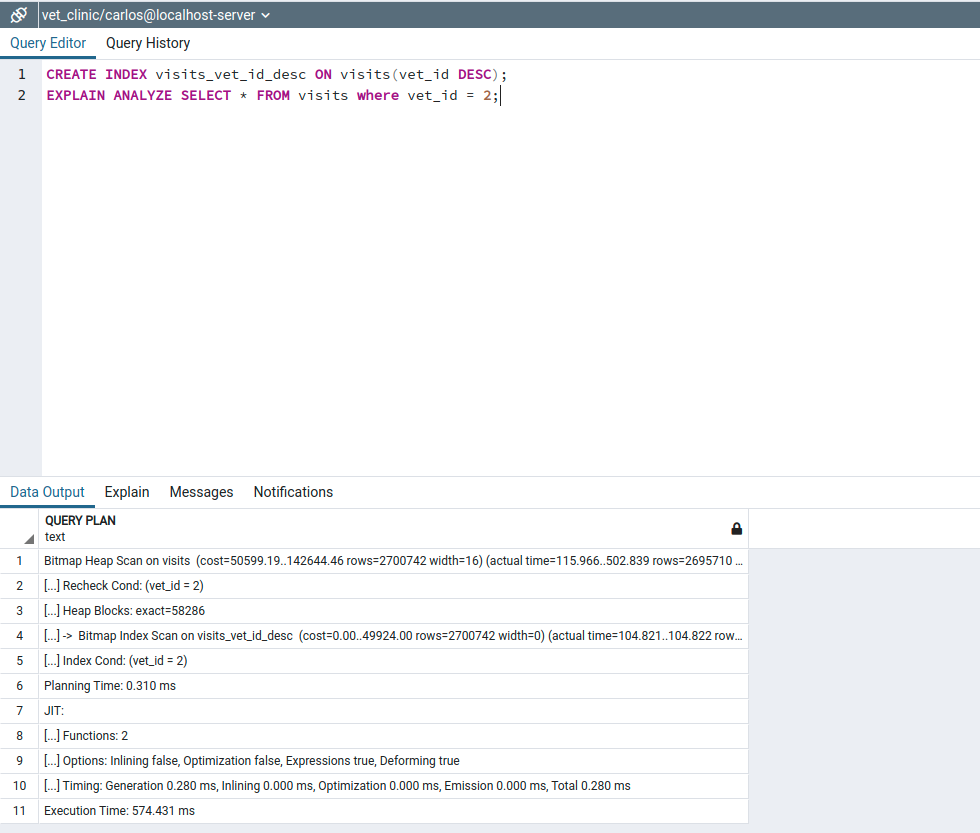 vet_clinic/carlos@localhost-server
Query Editor Query History
1 CREATE INDEX visits_vet_id_desc ON visits(vet_id DESC);
2 EXPLAIN ANALYZE SELECT * FROM visits where vet_id = 2;
Data Output Explain Messages Notifications
QUERY PLAN
text
1 Bitmap Heap Scan on visits (cost=50599.19..142644.46 rows=2700742 width=16) (actual time=115.966..502.839 rows=2695710 ...
2 [...] Recheck Cond: (vet_id = 2)
3 [...] Heap Blocks: exact=58286
4 [...] -> Bitmap Index Scan on visits_vet_id_desc (cost=0.00..49924.00 rows=2700742 width=0) (actual time=104.821..104.822 row...
5 [...] Index Cond: (vet_id = 2)
6 Planning Time: 0.310 ms
7 JIT:
8 [...] Functions: 2
9 [...] Options: Inlining false, Optimization false, Expressions true, Deforming true
10 [...] Timing: Generation 0.280 ms, Inlining 0.000 ms, Optimization 0.000 ms, Emission 0.000 ms, Total 0.280 ms
11 Execution Time: 574.431 ms